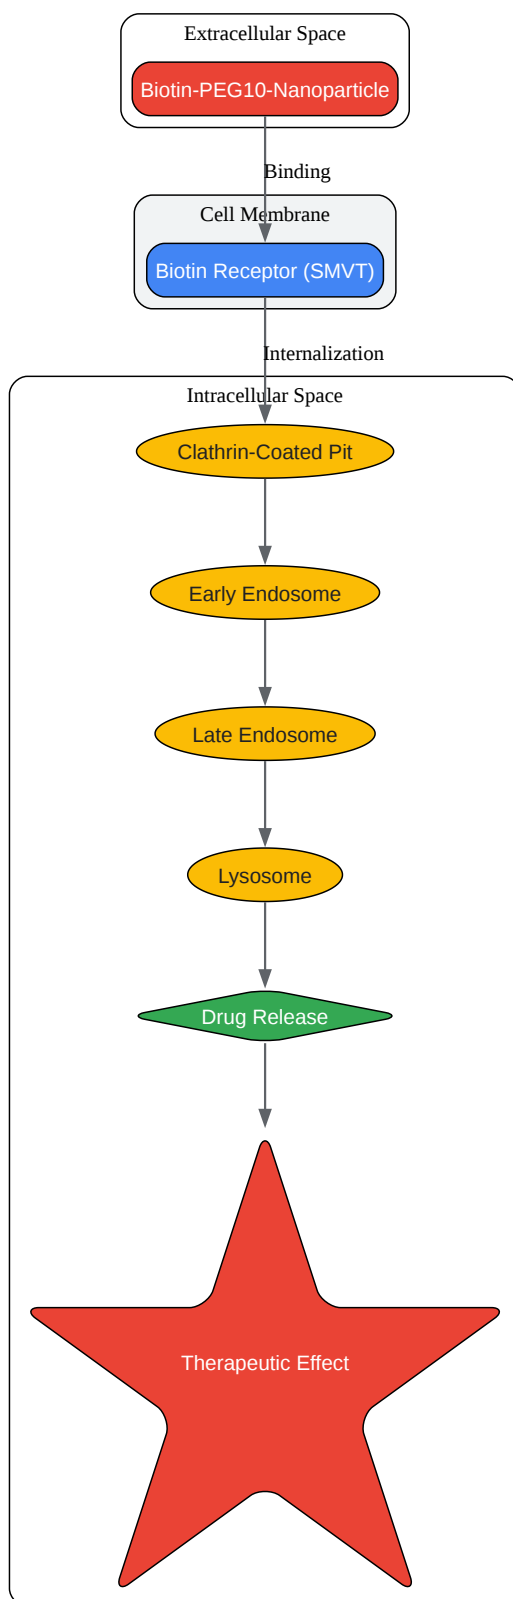 Extracellular Space
Biotin-PEG10-Nanoparticle
Binding
Cell Membrane
Biotin Receptor (SMVT)
Internalization
Intracellular Space
Clathrin-Coated Pit
Early Endosome
Late Endosome
Lysosome
Drug Release
Therapeutic Effect